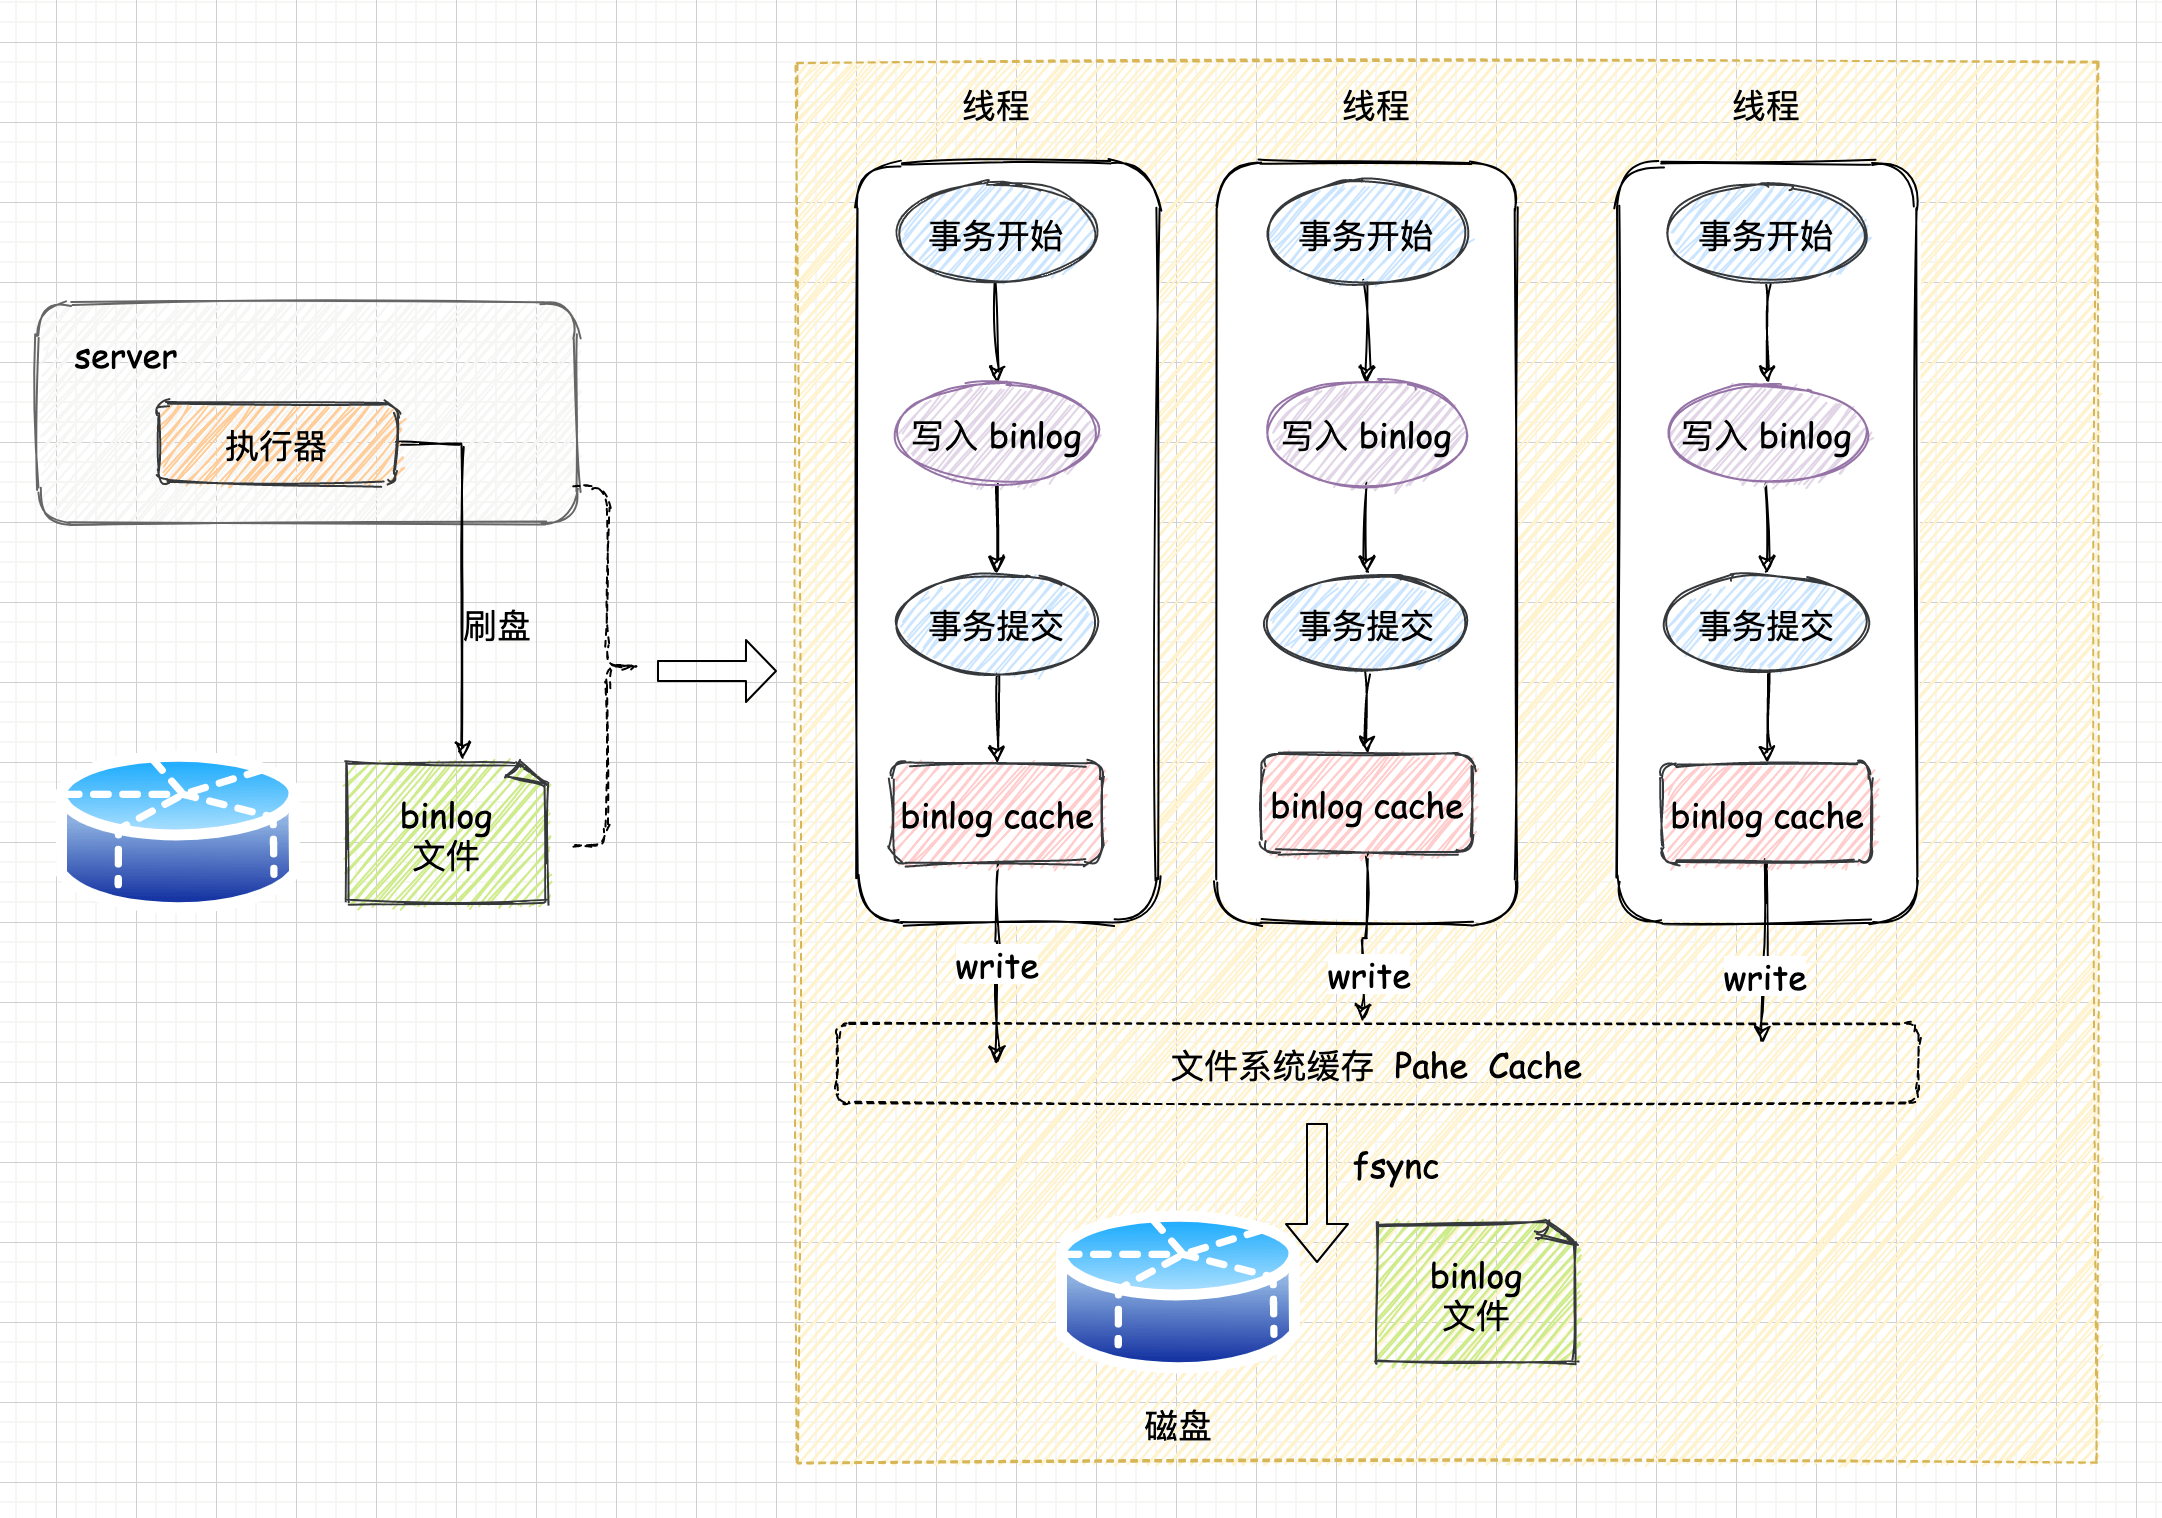 server
执行器
刷盘
binlog
文件
线程
线程
线程
事务开始
事务开始
事务开始
写入 binlog
写入 binlog
写入 binlog
事务提交
事务提交
事务提交
binlog cache
binlog cache
binlog cache
write
write
write
文件系统缓存 Pahe Cache
fsync
binlog
文件
磁盘